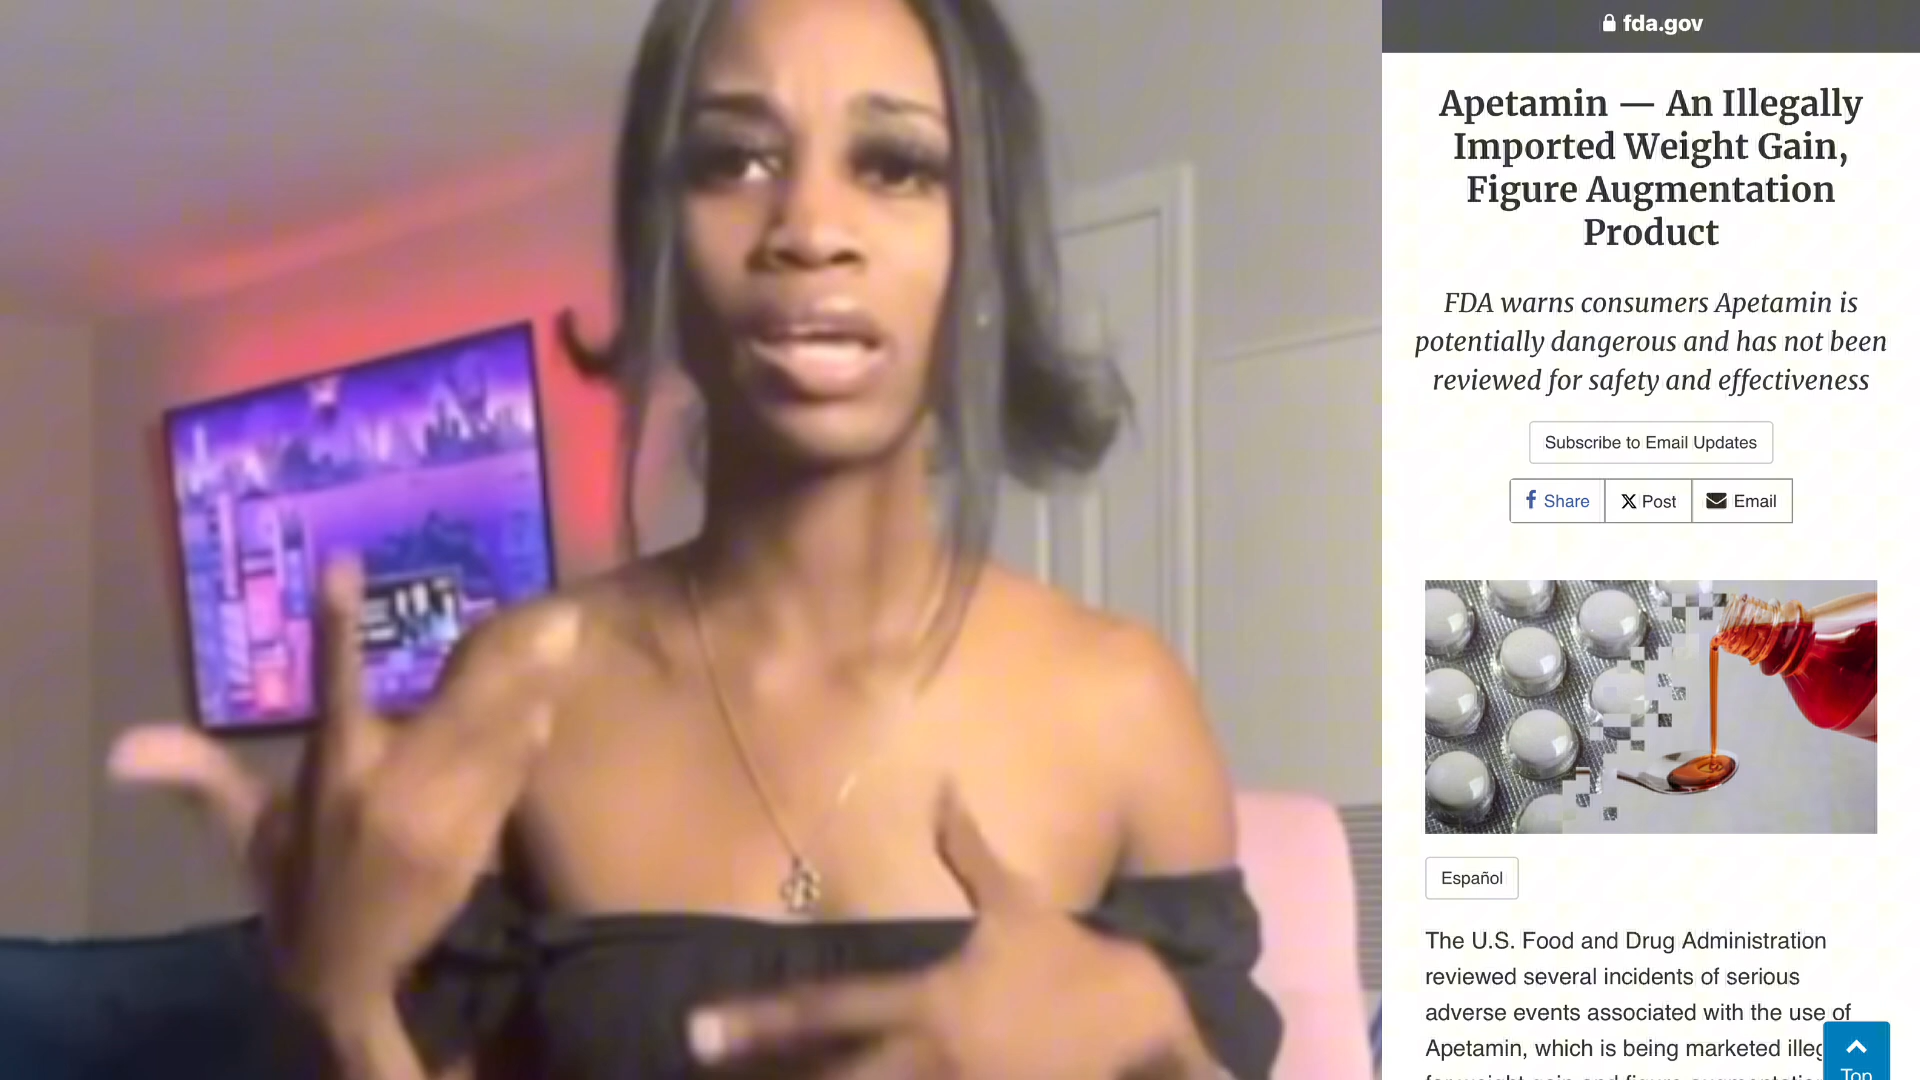 fda.gov
Apetamin — An Illegally
Imported Weight Gain,
Figure Augmentation
Product
FDA warns consumers Apetamin is
potentially dangerous and has not been
reviewed for safety and effectiveness
Subscribe to Email Updates
Share
Post
Email
Español
The U.S. Food and Drug Administration
reviewed several incidents of serious
adverse events associated with the use of
Apetamin, which is being marketed
Top